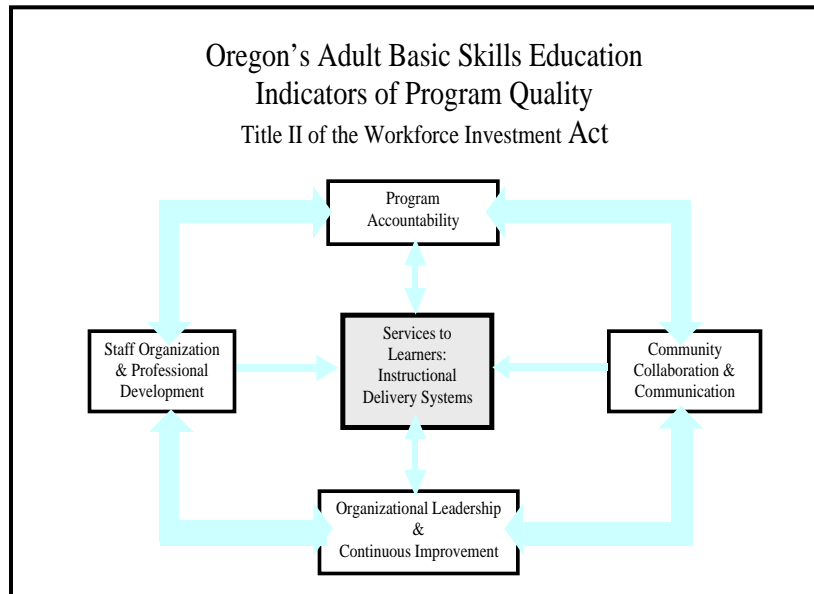 Oregon’s Adult Basic Skills Education
Indicators of Program Quality
Title II of the Workforce Investment Act
Program
Accountability
Staff Organization
& Professional
Development
Services to
Learners:
Instructional
Delivery Systems
Community
Collaboration &
Communication
Organizational Leadership
&
Continuous Improvement